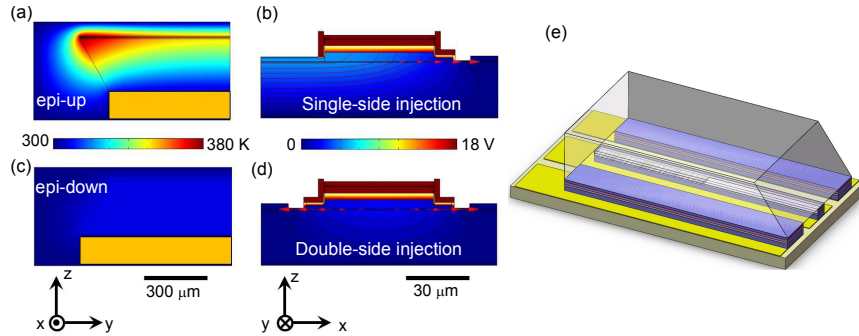 (a)
epi-up
300
380 K
(b)
Single-side injection
0
18 V
(c)
epi-down
300 μm
z
x
y
(d)
Double-side injection
30 μm
z
y
x
(e)